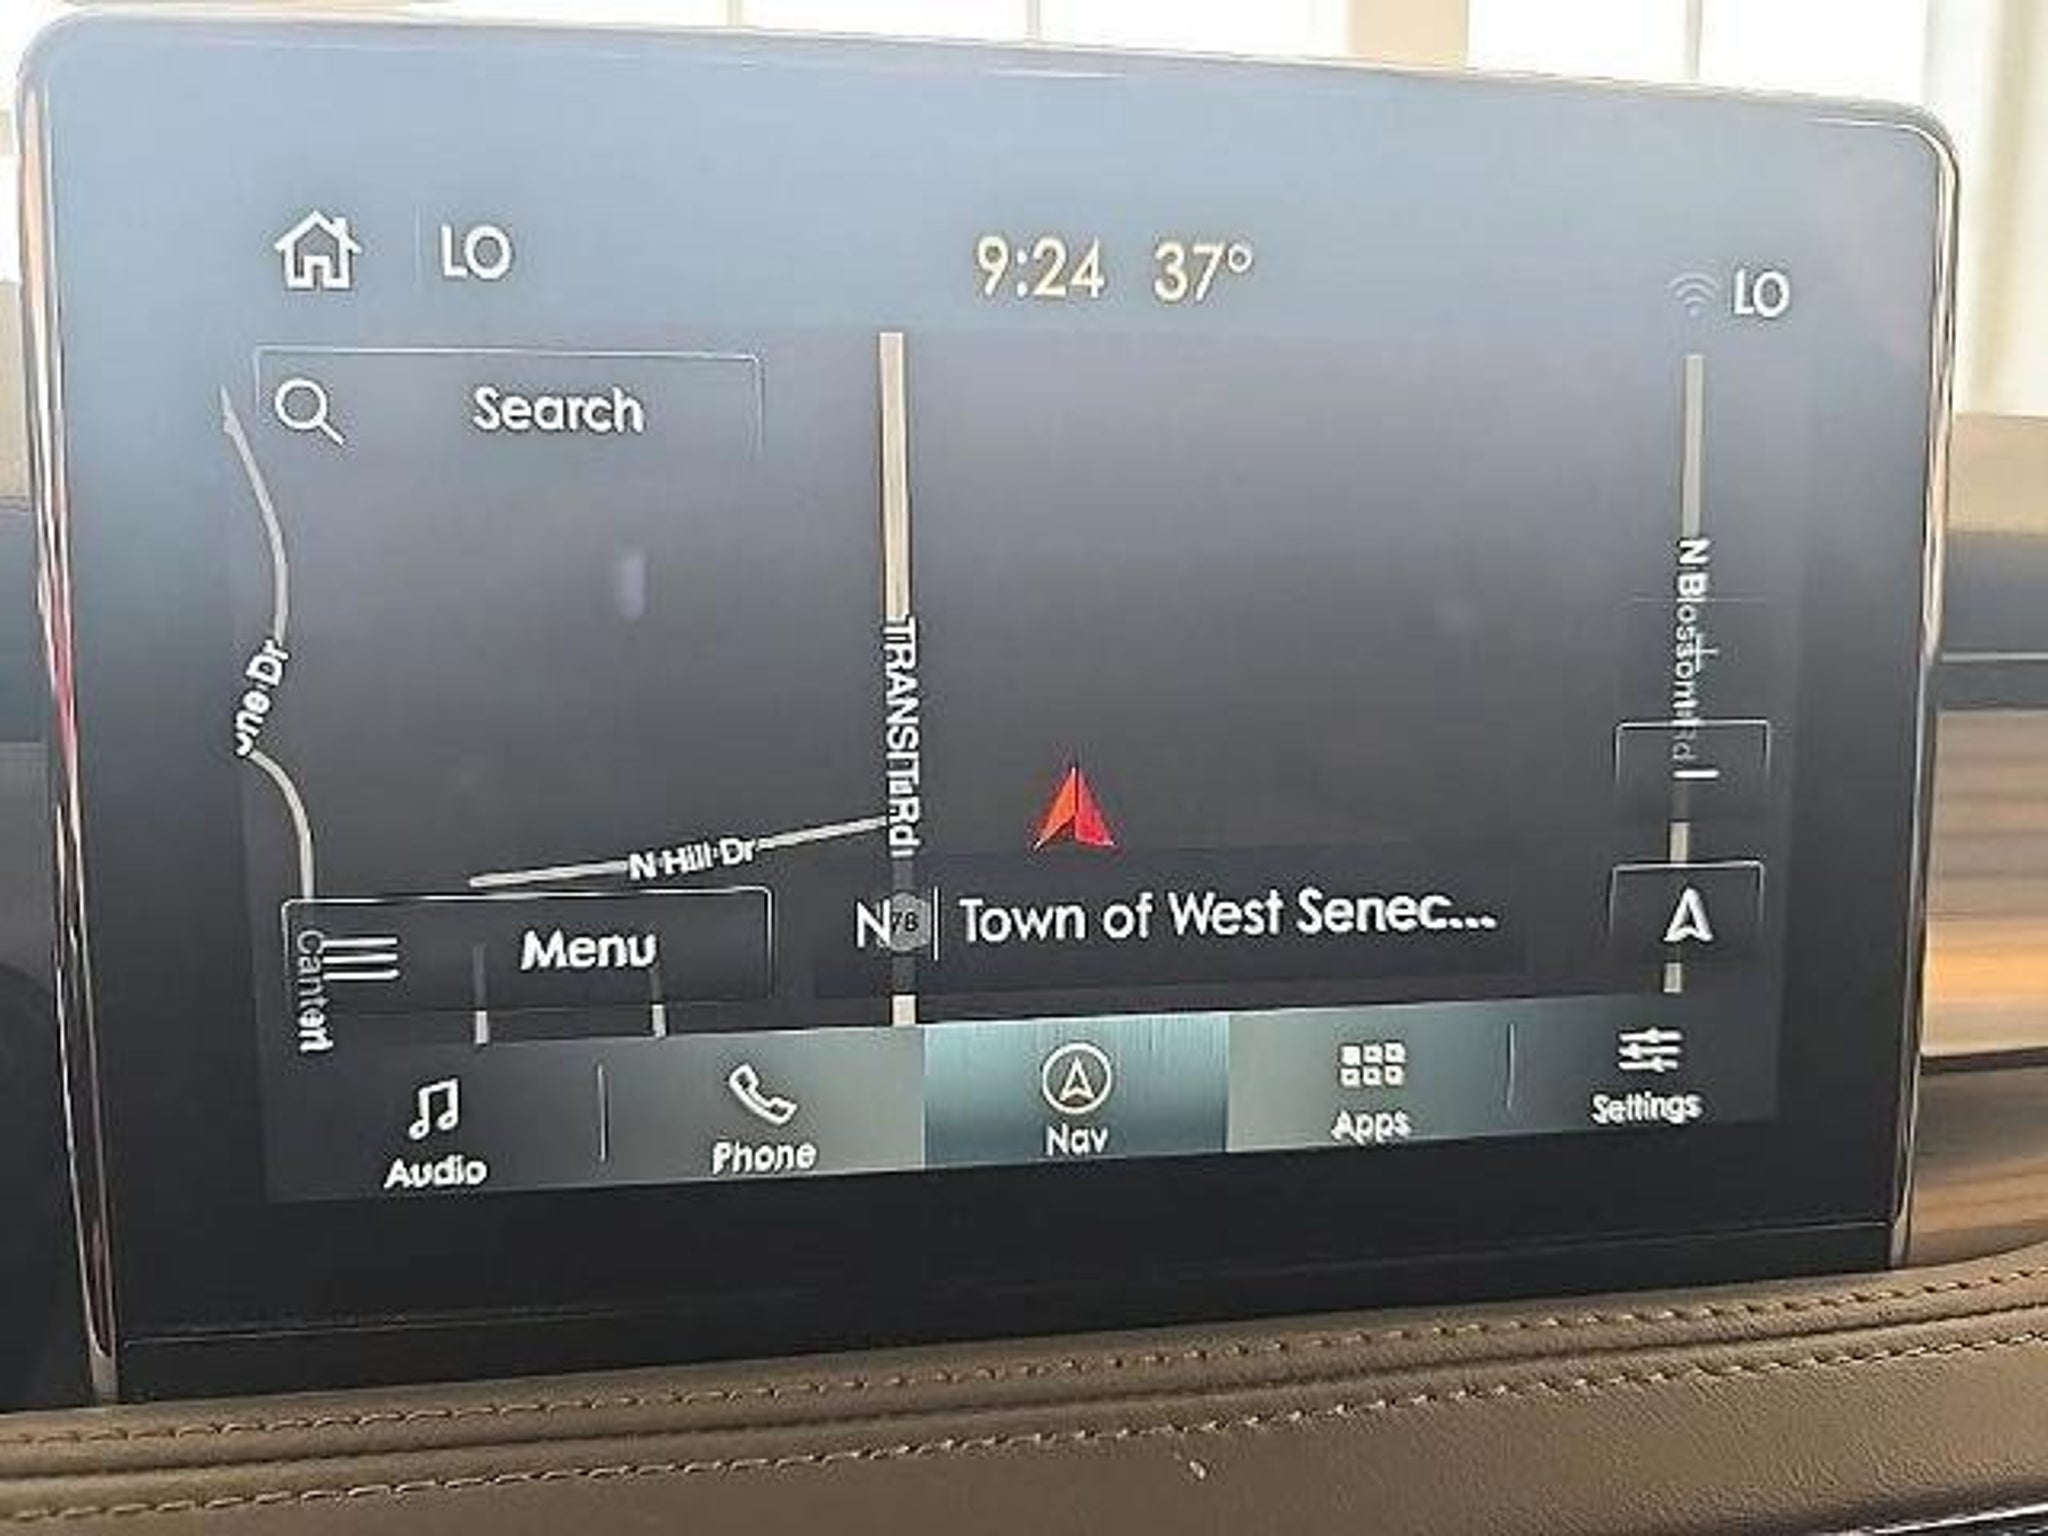 LO
9:24 37°
LO
Search
N Blossom Rd
TRANSIT Rd
N Hill Dr
N
78
Town of West Senec...
Menu
Audio
Phone
Nav
Apps
Settings